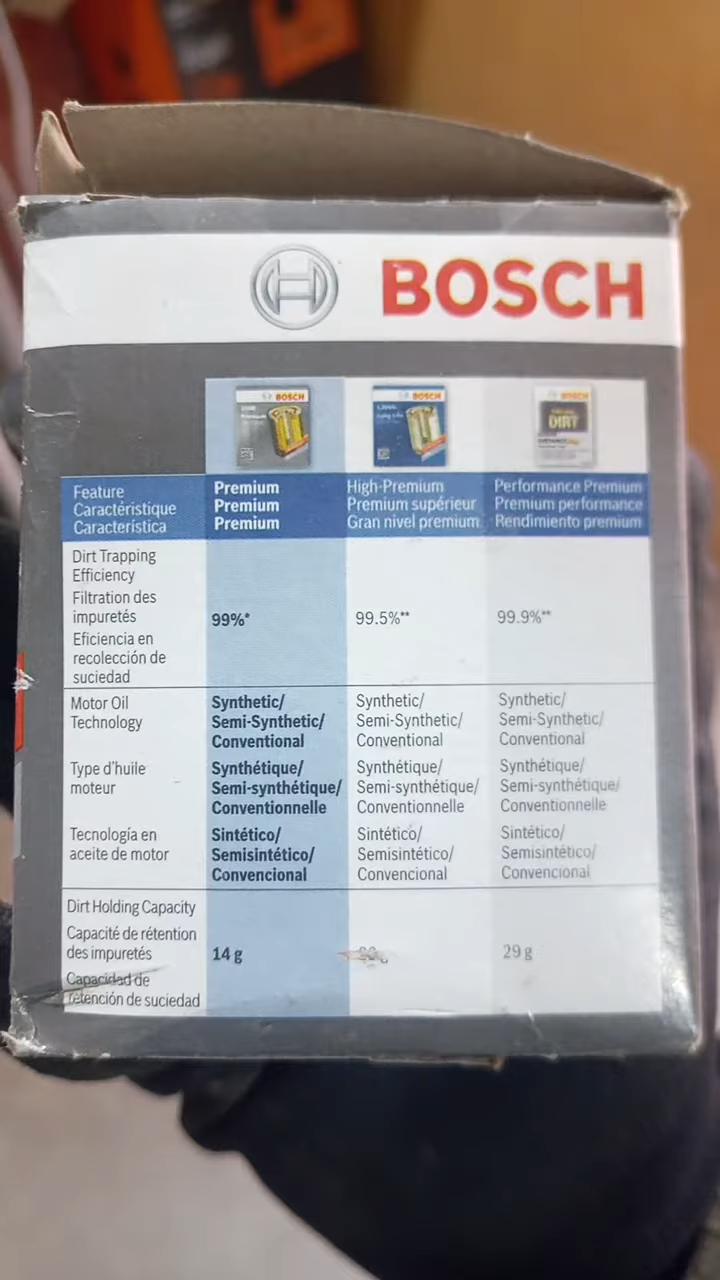 BOSCH
BOSCH
BOSCH
BOSCH
Premium
DIRT
Feature
Caractéristique
Característica
Premium
Premium
Premium
High-Premium
Premium supérieur
Gran nivel premium
Performance Premium
Premium performance
Rendimiento premium
Dirt Trapping
Efficiency
Filtration des
impuretés
Eficiencia en
recolección de
suciedad
99%*
99.5%**
99.9%**
Motor Oil
Technology
Synthetic/
Semi-Synthetic/
Conventional
Synthetic/
Semi-Synthetic/
Conventional
Synthetic/
Semi-Synthetic/
Conventional
Type d'huile
moteur
Synthétique/
Semi-synthétique/
Conventionnelle
Synthétique/
Semi-synthétique/
Conventionnelle
Synthétique/
Semi-synthétique/
Conventionnelle
Tecnología en
aceite de motor
Sintético/
Semisintético/
Convencional
Sintético/
Semisintético/
Convencional
Sintético/
Semisintético/
Convencional
Dirt Holding Capacity
Capacité de rétention
des impuretés
Capacidad de
retención de suciedad
14 g
29 g